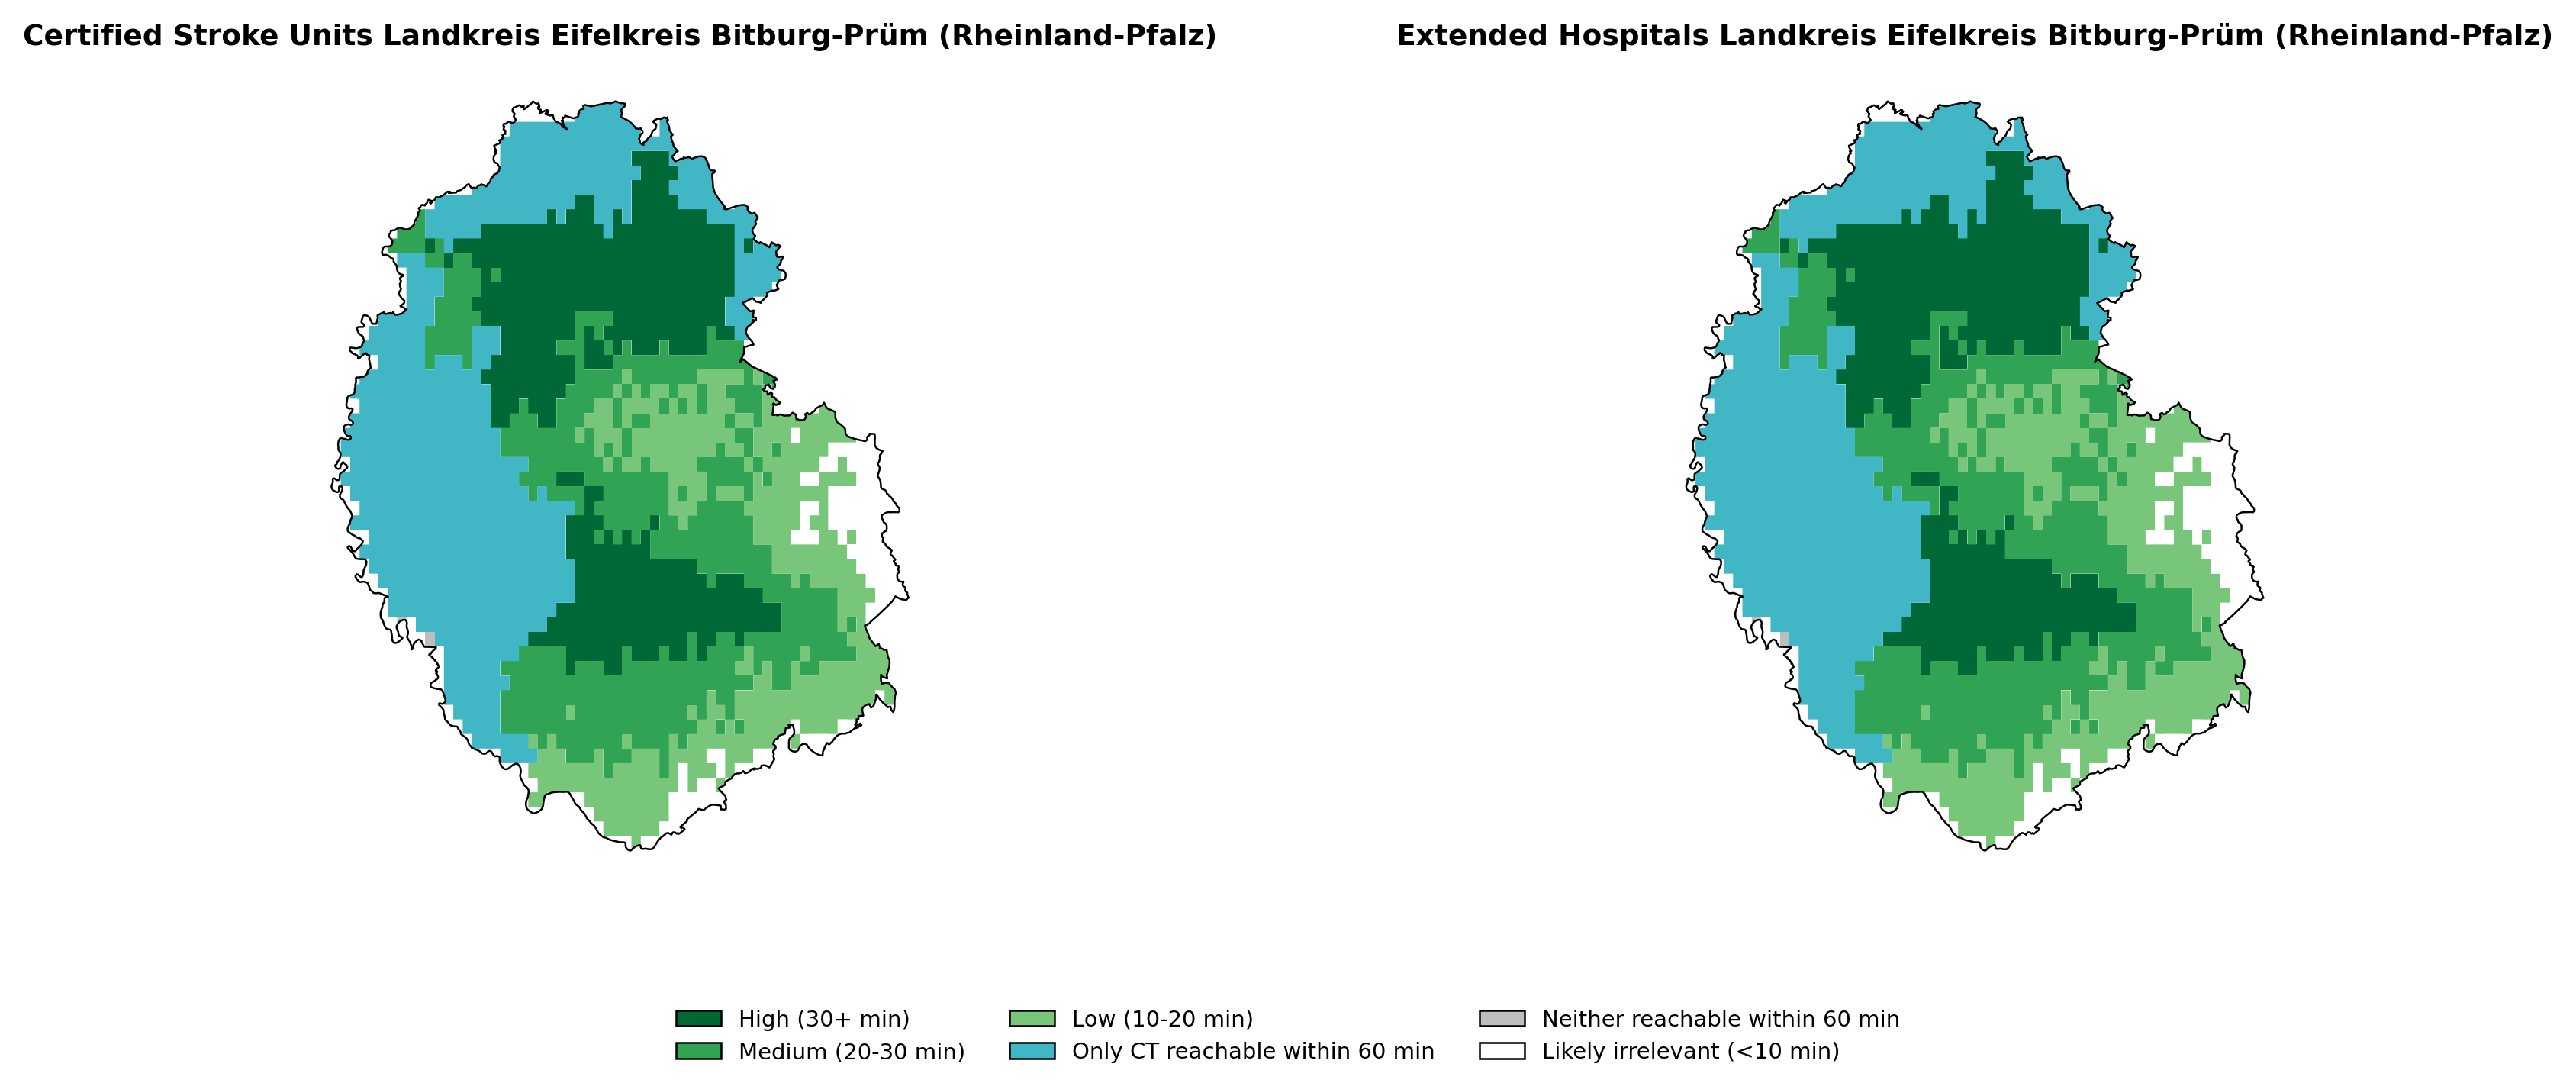 Certified Stroke Units Landkreis Eifelkreis Bitburg-Prüm (Rheinland-Pfalz)
Extended Hospitals Landkreis Eifelkreis Bitburg-Prüm (Rheinland-Pfalz)
High (30+ min)
Medium (20-30 min)
Low (10-20 min)
Only CT reachable within 60 min
Neither reachable within 60 min
Likely irrelevant (<10 min)